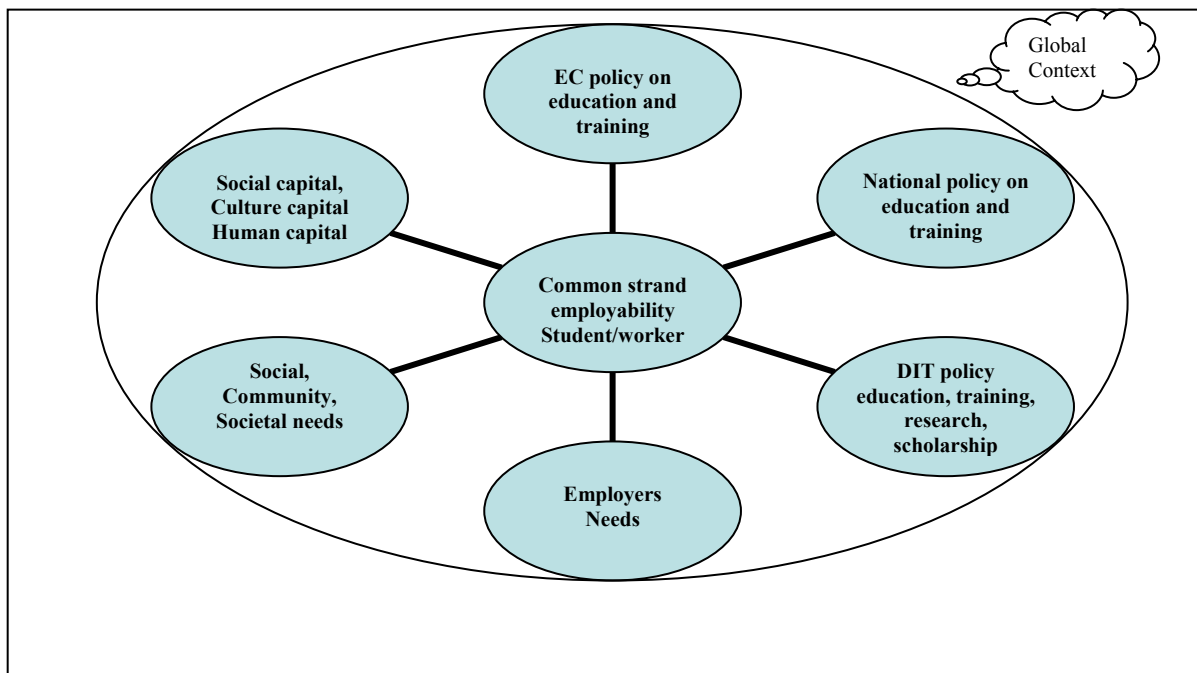 Global
Context
EC policy on
education and
training
Social capital,
Culture capital
Human capital
National policy on
education and
training
Common strand
employability
Student/worker
Social,
Community,
Societal needs
DIT policy
education, training,
research,
scholarship
Employers
Needs